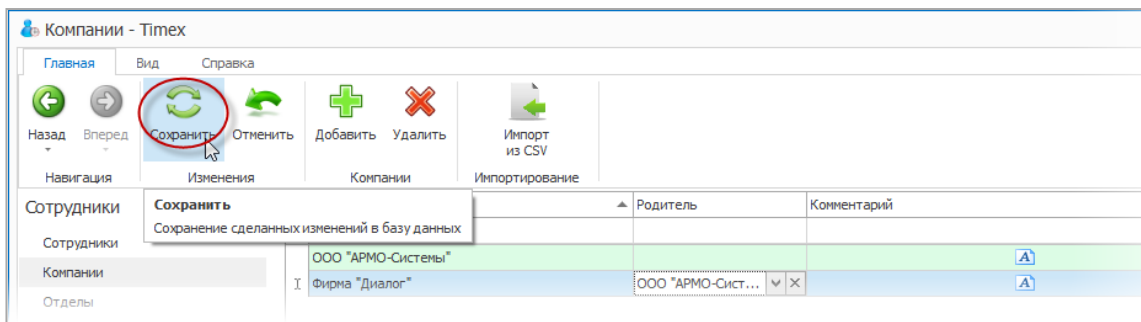 Компании - Timex
Главная Вид Справка
Назад Вперед Сохранить Отменить Добавить Удалить Импорт из CSV
Навигация Изменения Компании Импортирование
Сотрудники
Сохранить
Сохранение сделанных изменений в базу данных
Родитель Комментарий
Сотрудники
ООО "АРМО-Системы"
Компании
Фирма "Диалог" ООО "АРМО-Сист...
Отделы